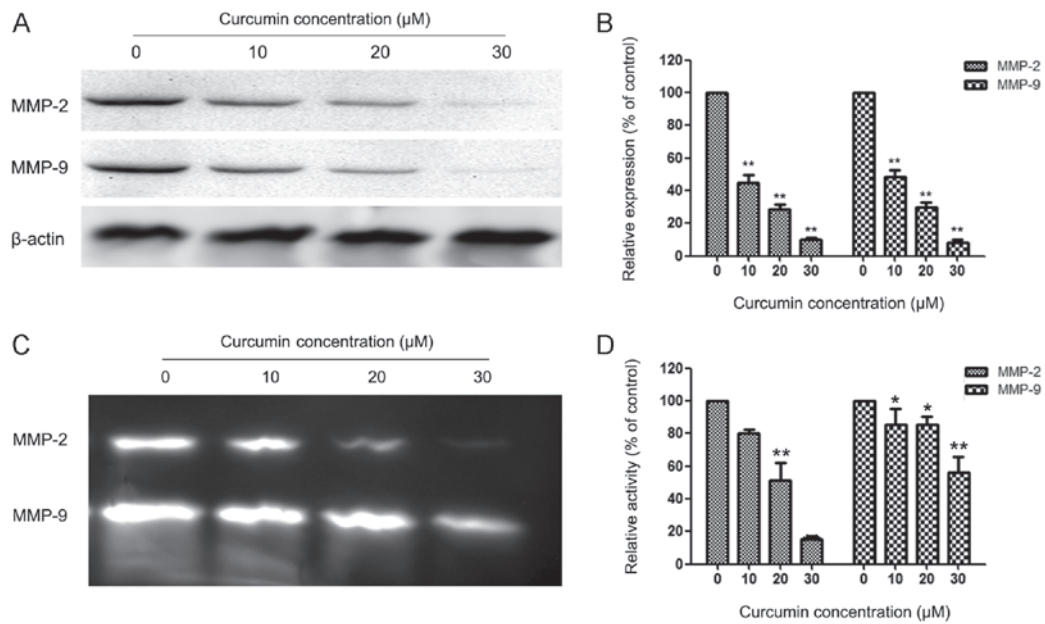 A
Curcumin concentration (μM)
0 10 20 30
MMP-2
MMP-9
β-actin
B
Relative expression (% of control)
120
100
80
60
40
20
0
** ** ** ** ** **
0 10 20 30 0 10 20 30
Curcumin concentration (μM)
MMP-2
MMP-9
C
Curcumin concentration (μM)
0 10 20 30
MMP-2
MMP-9
D
Relative activity (% of control)
120
100
80
60
40
20
0
** * * **
0 10 20 30 0 10 20 30
Curcumin concentration (μM)
MMP-2
MMP-9